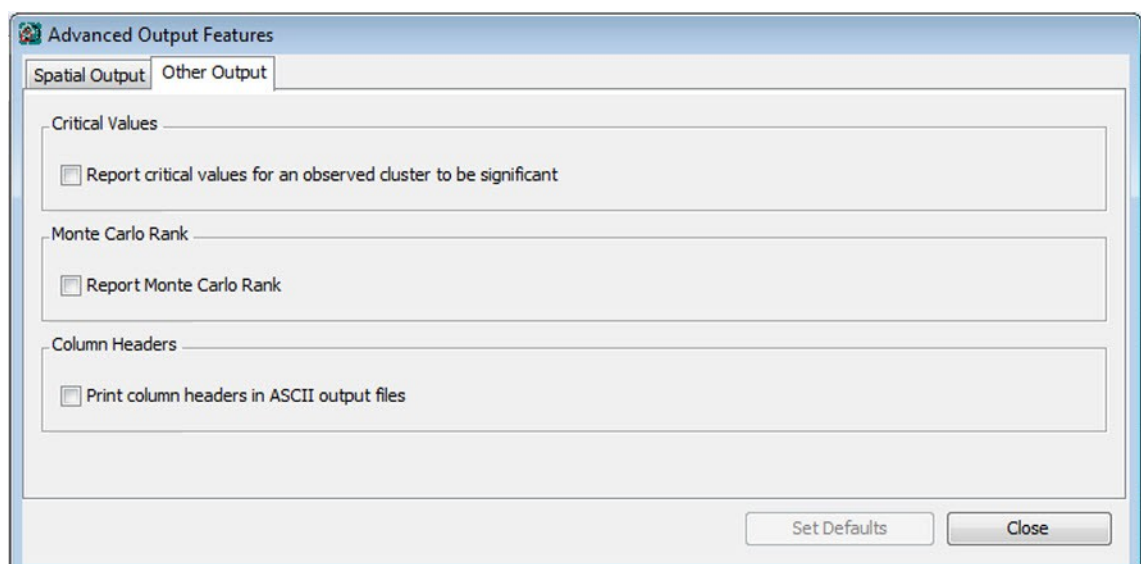 Advanced Output Features
Spatial Output Other Output
Critical Values
Report critical values for an observed cluster to be significant
Monte Carlo Rank
Report Monte Carlo Rank
Column Headers
Print column headers in ASCII output files
Set Defaults Close